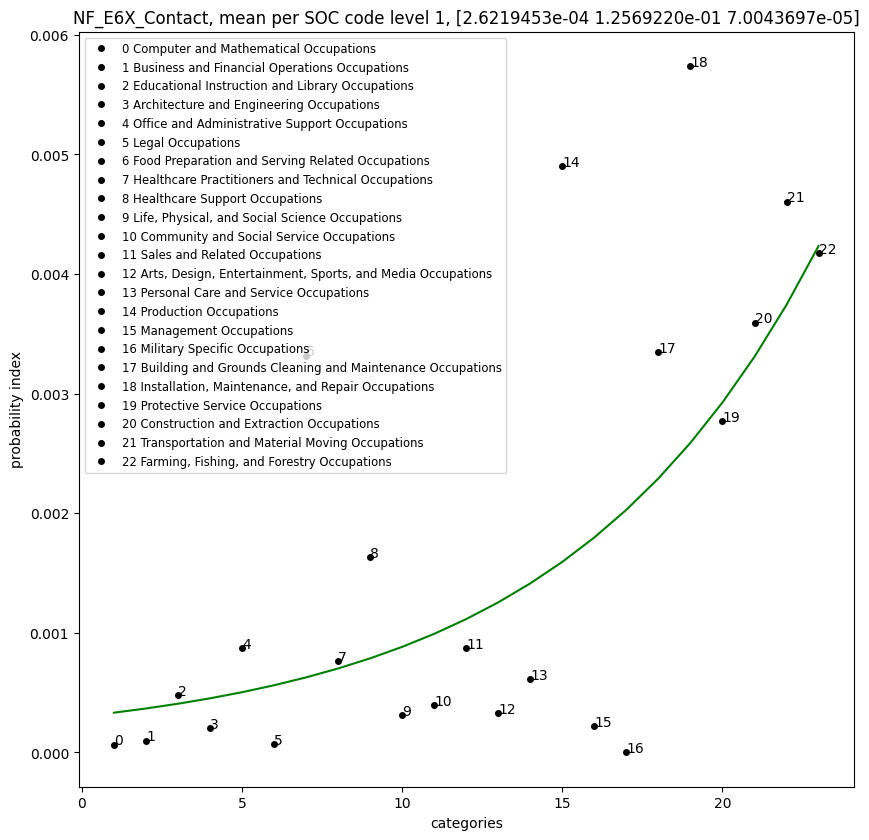 NF_E6X_Contact, mean per SOC code level 1, [2.6219453e-04 1.2569220e-01 7.0043697e-05]
0 Computer and Mathematical Occupations
1 Business and Financial Operations Occupations
2 Educational Instruction and Library Occupations
3 Architecture and Engineering Occupations
4 Office and Administrative Support Occupations
5 Legal Occupations
6 Food Preparation and Serving Related Occupations
7 Healthcare Practitioners and Technical Occupations
8 Healthcare Support Occupations
9 Life, Physical, and Social Science Occupations
10 Community and Social Service Occupations
11 Sales and Related Occupations
12 Arts, Design, Entertainment, Sports, and Media Occupations
13 Personal Care and Service Occupations
14 Production Occupations
15 Management Occupations
16 Military Specific Occupations
17 Building and Grounds Cleaning and Maintenance Occupations
18 Installation, Maintenance, and Repair Occupations
19 Protective Service Occupations
20 Construction and Extraction Occupations
21 Transportation and Material Moving Occupations
22 Farming, Fishing, and Forestry Occupations
0.006
0.005
0.004
0.003
0.002
0.001
0.000
probability index
0
1
2
3
4
5
6
7
8
9
10
11
12
13
14
15
16
17
18
19
20
21
22
0
5
10
15
20
categories